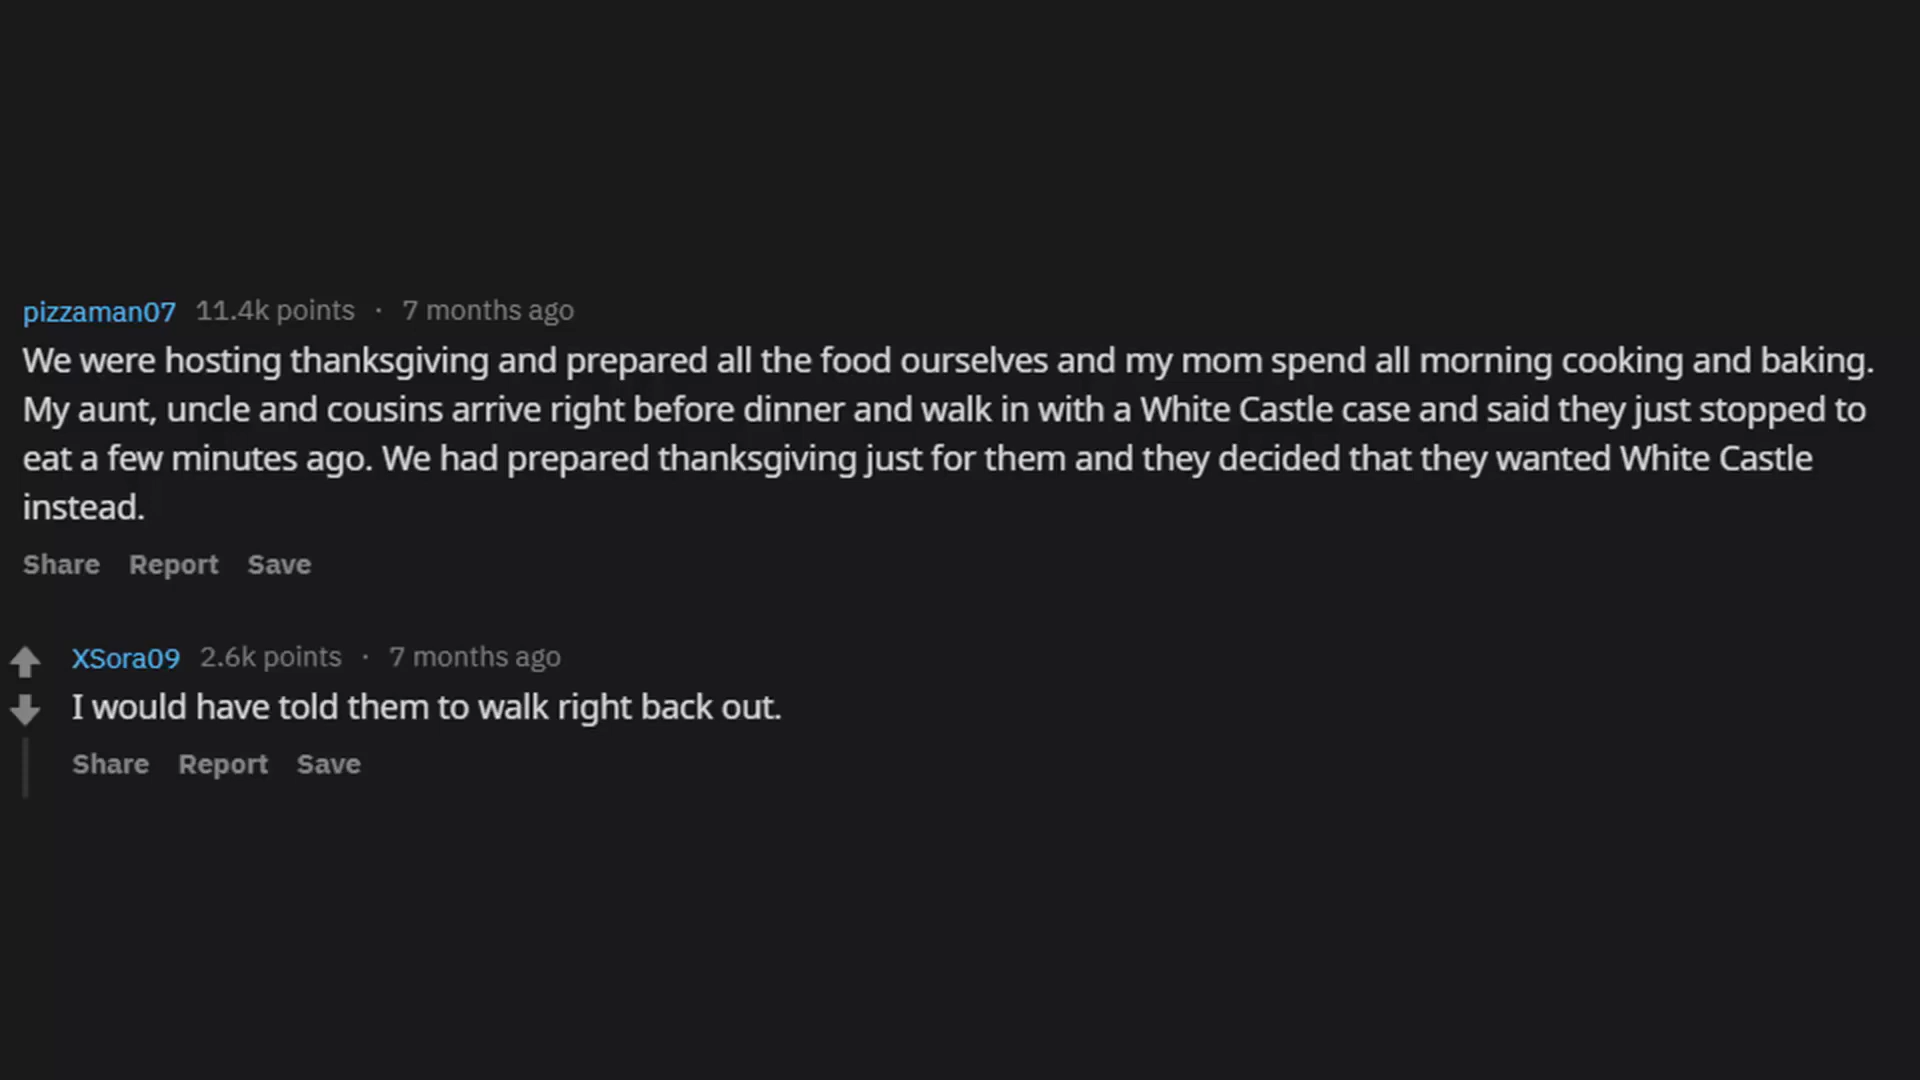 pizzaman07 11.4k points · 7 months ago
We were hosting thanksgiving and prepared all the food ourselves and my mom spend all morning cooking and baking.
My aunt, uncle and cousins arrive right before dinner and walk in with a White Castle case and said they just stopped to
eat a few minutes ago. We had prepared thanksgiving just for them and they decided that they wanted White Castle
instead.
Share Report Save
XSora09 2.6k points · 7 months ago
I would have told them to walk right back out.
Share Report Save